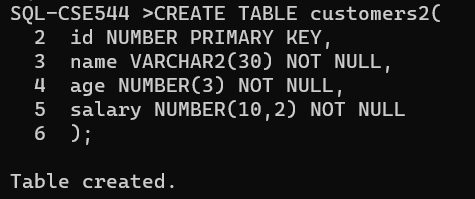 SQL-CSE544 >CREATE TABLE customers2(
2 id NUMBER PRIMARY KEY,
3 name VARCHAR2(30) NOT NULL,
4 age NUMBER(3) NOT NULL,
5 salary NUMBER(10,2) NOT NULL
6 );
Table created.